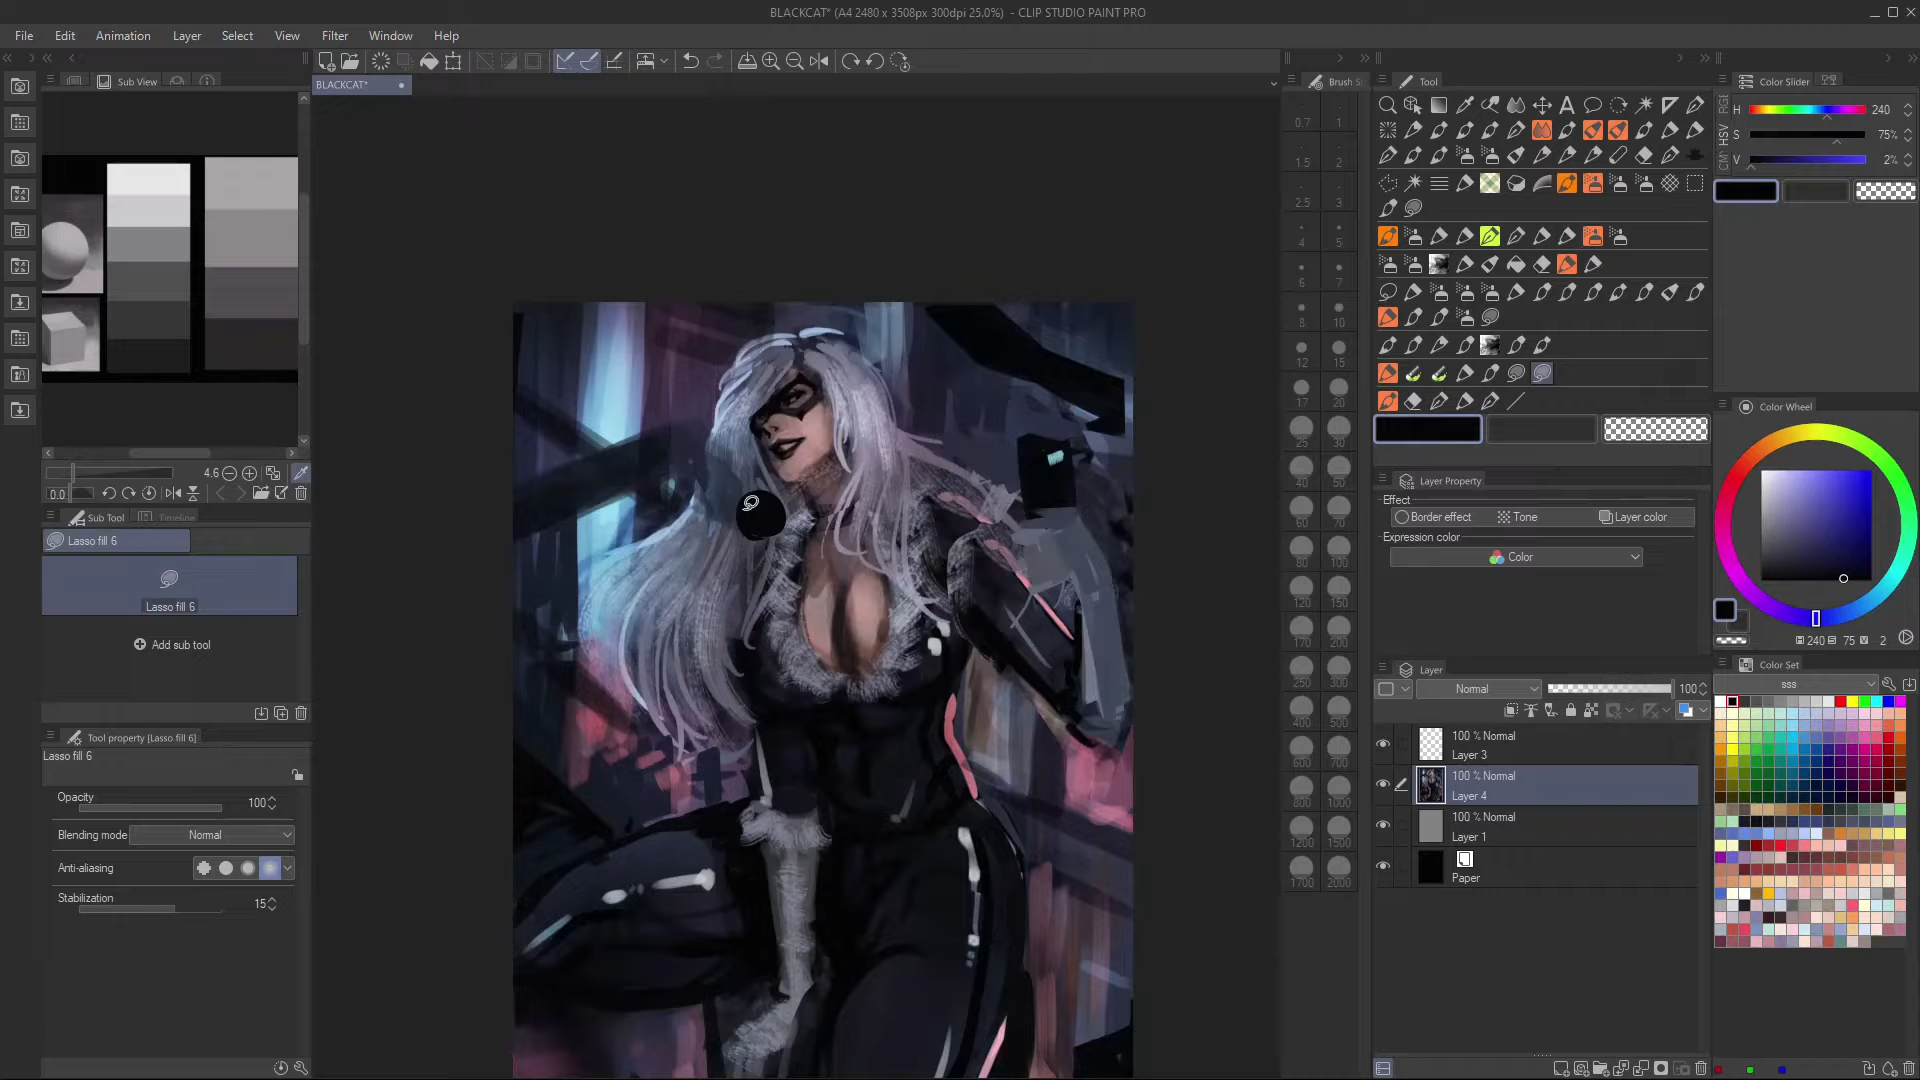 BLACKCAT* (A4 2480 x 3508px 300dpi 25.0%) - CLIP STUDIO PAINT PRO
File Edit Animation Layer Select View Filter Window Help
Sub View
BLACKCAT*
Brush S
Tool
Color Slider
RGB
HSV
CM
H 240
S 75%
V 2%
0.7 1
1.5 2
2.5 3
4 5
6 7
8 10
12 15
17 20
25 30
40 50
60 70
80 100
120 150
170 200
250 300
400 500
600 700
800 1000
1200 1500
1700 2000
4.6
0.0
Sub Tool Timeline
Lasso fill 6
Lasso fill 6
Add sub tool
Tool property [Lasso fill 6]
Lasso fill 6
Opacity 100
Blending mode Normal
Anti-aliasing
Stabilization 15
Layer Property
Effect
Border effect Tone Layer color
Expression color
Color
Layer
Normal 100
100 % Normal
Layer 3
100 % Normal
Layer 4
100 % Normal
Layer 1
Paper
Color Wheel
H 240 S 75 V 2
Color Set
sss